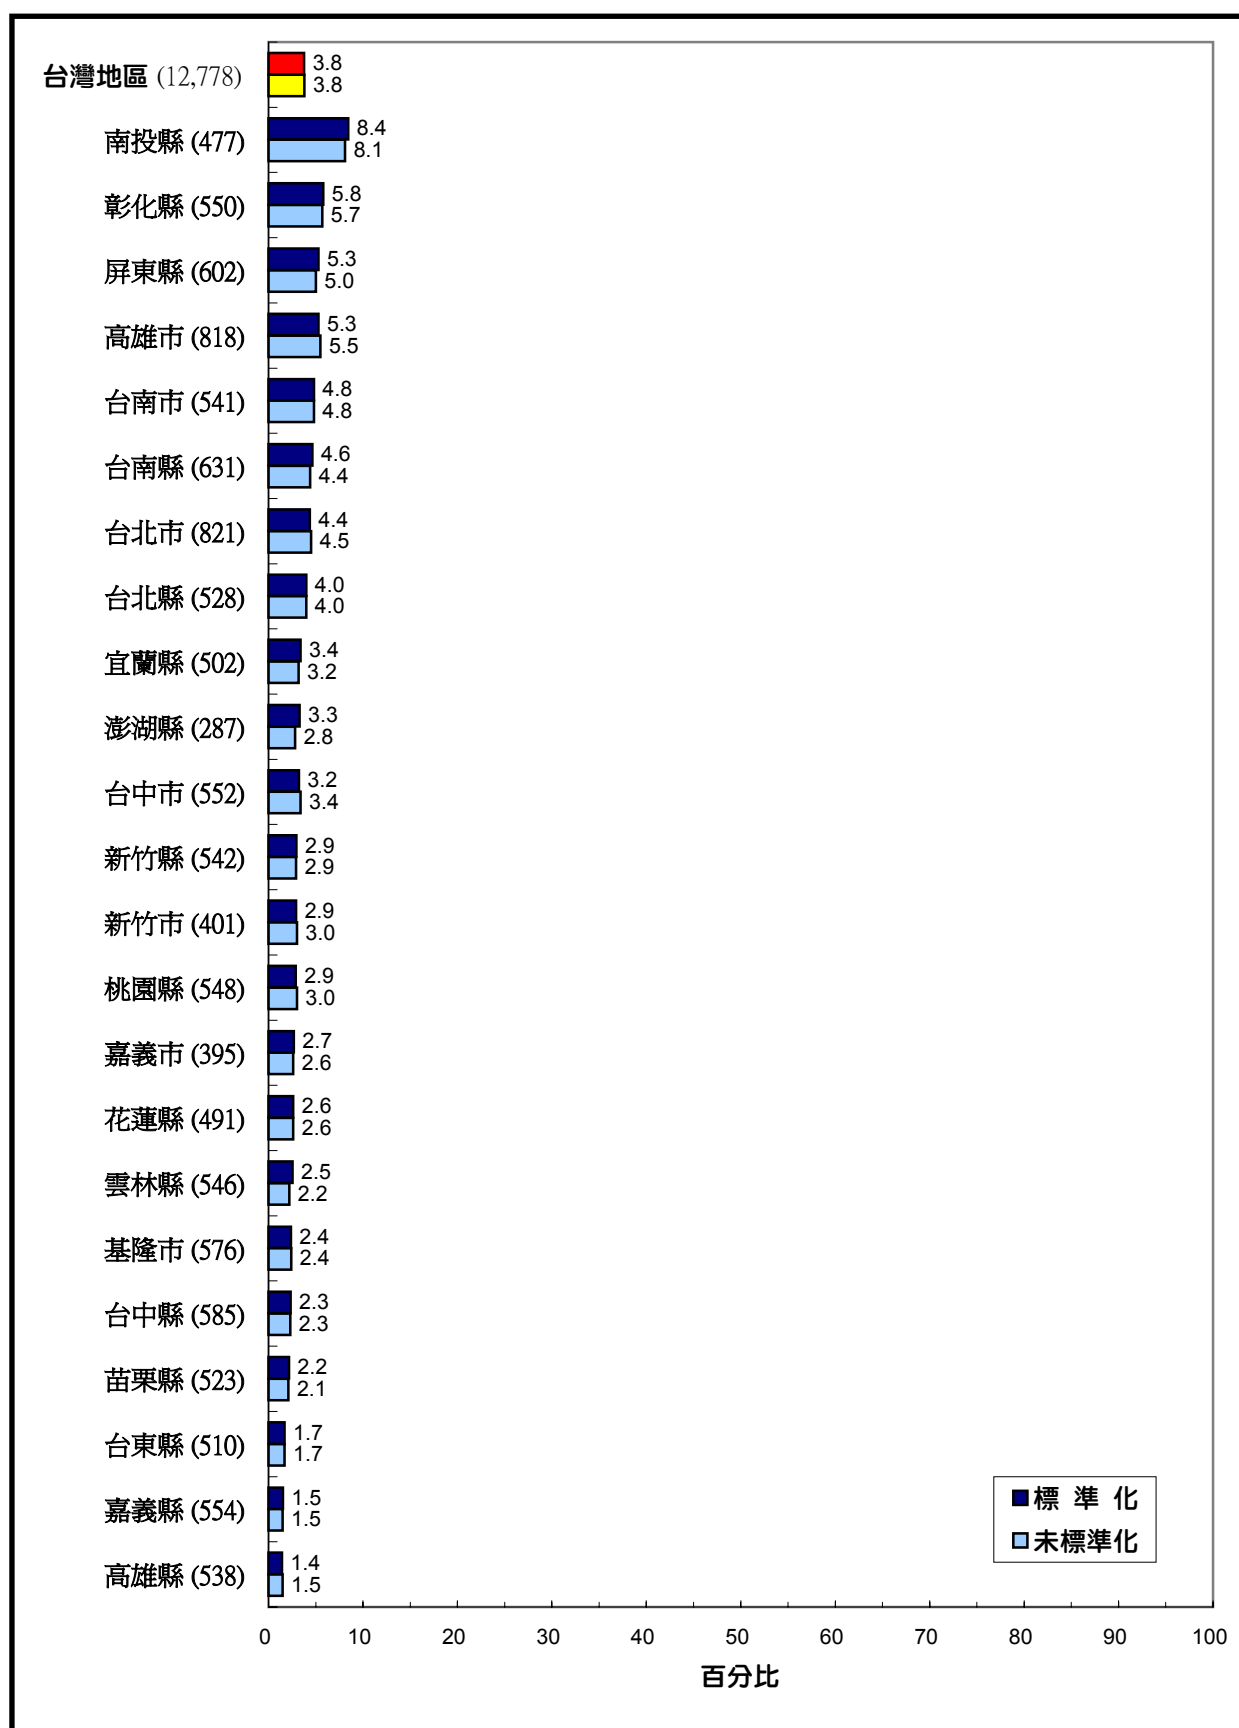 台灣地區 (12,778)
3.8
3.8
南投縣 (477)
8.4
8.1
彰化縣 (550)
5.8
5.7
屏東縣 (602)
5.3
5.0
高雄市 (818)
5.3
5.5
台南市 (541)
4.8
4.8
台南縣 (631)
4.6
4.4
台北市 (821)
4.4
4.5
台北縣 (528)
4.0
4.0
宜蘭縣 (502)
3.4
3.2
澎湖縣 (287)
3.3
2.8
台中市 (552)
3.2
3.4
新竹縣 (542)
2.9
2.9
新竹市 (401)
2.9
3.0
桃園縣 (548)
2.9
3.0
嘉義市 (395)
2.7
2.6
花蓮縣 (491)
2.6
2.6
雲林縣 (546)
2.5
2.2
基隆市 (576)
2.4
2.4
台中縣 (585)
2.3
2.3
苗栗縣 (523)
2.2
2.1
台東縣 (510)
1.7
1.7
嘉義縣 (554)
1.5
1.5
高雄縣 (538)
1.4
1.5
標 準 化
未標準化
0 10 20 30 40 50 60 70 80 90 100
百分比